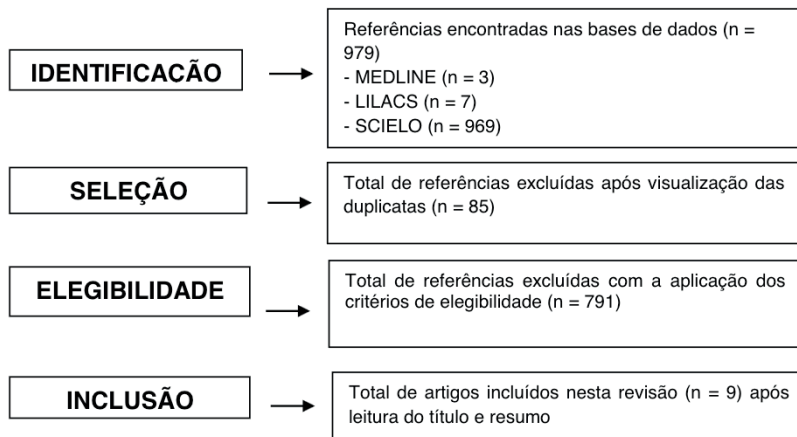 IDENTIFICAÇÃO
Referências encontradas nas bases de dados (n =
979)
- MEDLINE (n = 3)
- LILACS (n = 7)
- SCIELO (n = 969)
SELEÇÃO
Total de referências excluídas após visualização das
duplicatas (n = 85)
ELEGIBILIDADE
Total de referências excluídas com a aplicação dos
critérios de elegibilidade (n = 791)
INCLUSÃO
Total de artigos incluídos nesta revisão (n = 9) após
leitura do título e resumo